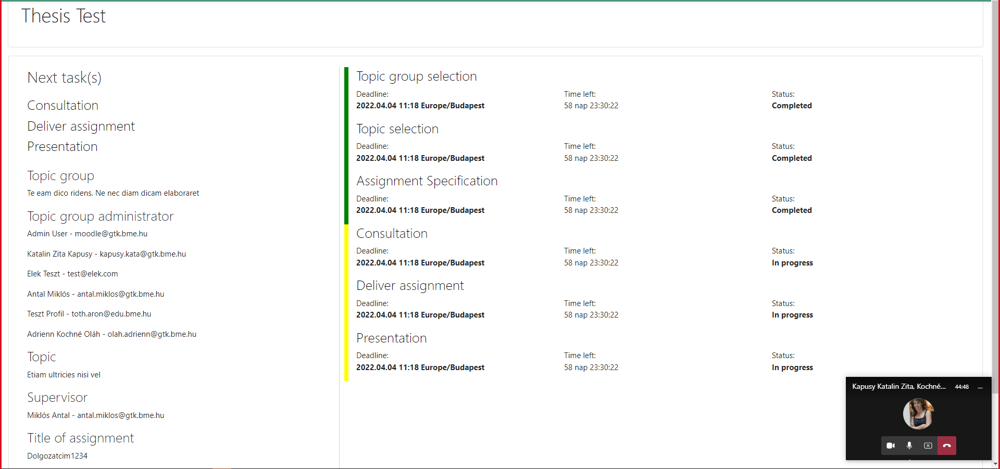 Thesis Test
Next task(s)
Consultation
Deliver assignment
Presentation
Topic group
Te eam dico ridens. Ne nec diam dicam elaboraret
Topic group administrator
Admin User - moodle@gtk.bme.hu
Katalin Zita Kapusy - kapusy.kata@gtk.bme.hu
Elek Teszt - test@elek.com
Antal Miklós - antal.miklos@gtk.bme.hu
Teszt Profil - toth.aron@edu.bme.hu
Adrienn Kochné Oláh - olah.adrienn@gtk.bme.hu
Topic
Etiam ultricies nisi vel
Supervisor
Miklós Antal - antal.miklos@gtk.bme.hu
Title of assignment
Dolgozatcim1234
Topic group selection
Deadline: Time left: Status:
2022.04.04 11:18 Europe/Budapest 58 nap 23:30:22 Completed
Topic selection
Deadline: Time left: Status:
2022.04.04 11:18 Europe/Budapest 58 nap 23:30:22 Completed
Assignment Specification
Deadline: Time left: Status:
2022.04.04 11:18 Europe/Budapest 58 nap 23:30:22 Completed
Consultation
Deadline: Time left: Status:
2022.04.04 11:18 Europe/Budapest 58 nap 23:30:22 In progress
Deliver assignment
Deadline: Time left: Status:
2022.04.04 11:18 Europe/Budapest 58 nap 23:30:22 In progress
Presentation
Deadline: Time left: Status:
2022.04.04 11:18 Europe/Budapest 58 nap 23:30:22 In progress
Kapusy Katalin Zita, Kochné... 44:48